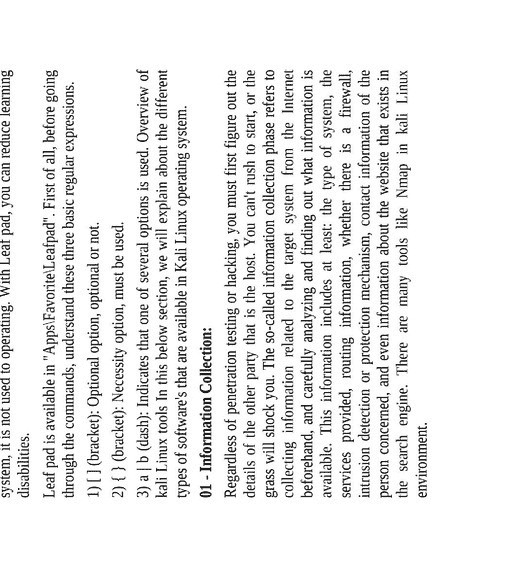 system, it is not used to operating. With Leaf pad, you can reduce learning
disabilities.
Leaf pad is available in "Apps\Favorite\Leafpad". First of all, before going
through the commands, understand these three basic regular expressions.
1) [ ] (bracket): Optional option, optional or not.
2) { } (bracket): Necessity option, must be used.
3) a | b (dash): Indicates that one of several options is used. Overview of
kali Linux tools In this below section, we will explain about the different
types of software's that are available in Kali Linux operating system.
01 - Information Collection:
Regardless of penetration testing or hacking, you must first figure out the
details of the other party that is the host. You can't rush to start, or the
grass will shock you. The so-called information collection phase refers to
collecting information related to the target system from the Internet
beforehand, and carefully analyzing and finding out what information is
available. This information includes at least: the type of system, the
services provided, routing information, whether there is a firewall,
intrusion detection or protection mechanism, contact information of the
person concerned, and even information about the website that exists in
the search engine. There are many tools like Nmap in kali Linux
environment.